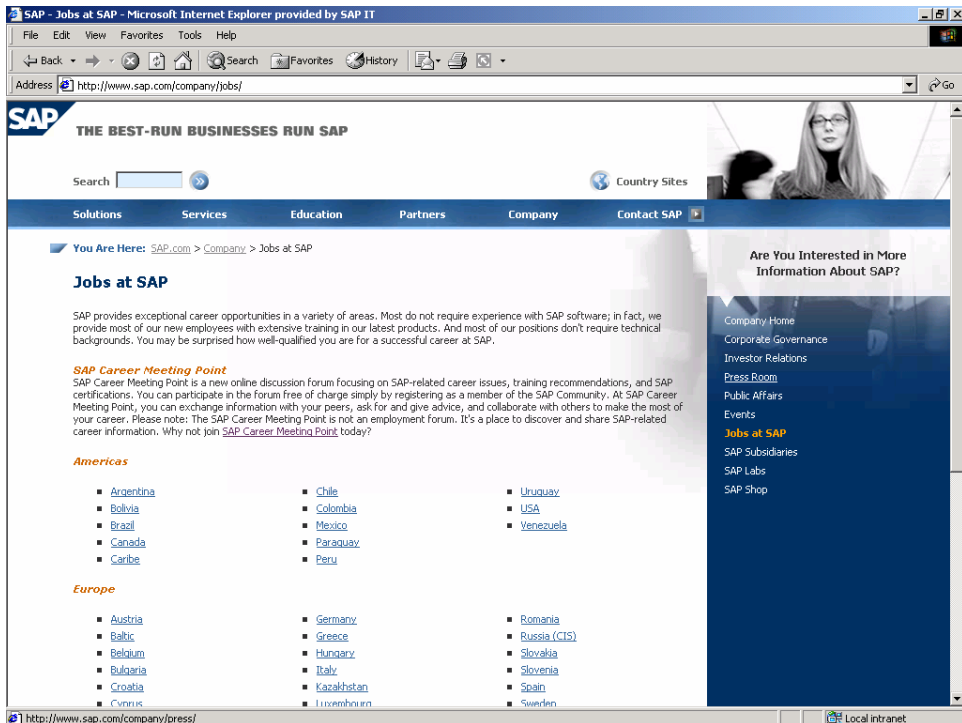 SAP - Jobs at SAP - Microsoft Internet Explorer provided by SAP IT
File Edit View Favorites Tools Help
Back Search Favorites History
Address http://www.sap.com/company/jobs/ Go
SAP
THE BEST-RUN BUSINESSES RUN SAP
Search Country Sites
Solutions Services Education Partners Company Contact SAP
You Are Here: SAP.com > Company > Jobs at SAP
Jobs at SAP
SAP provides exceptional career opportunities in a variety of areas. Most do not require experience with SAP software; in fact, we
provide most of our new employees with extensive training in our latest products. And most of our positions don't require technical
backgrounds. You may be surprised how well-qualified you are for a successful career at SAP.
SAP Career Meeting Point
SAP Career Meeting Point is a new online discussion forum focusing on SAP-related career issues, training recommendations, and SAP
certifications. You can participate in the forum free of charge simply by registering as a member of the SAP Community. At SAP Career
Meeting Point, you can exchange information with your peers, ask for and give advice, and collaborate with others to make the most of
your career. Please note: The SAP Career Meeting Point is not an employment forum. It's a place to discover and share SAP-related
career information. Why not join SAP Career Meeting Point today?
Americas
Argentina Chile Uruguay
Bolivia Colombia USA
Brazil Mexico Venezuela
Canada Paraguay
Caribe Peru
Europe
Austria Germany Romania
Baltic Greece Russia (CIS)
Belgium Hungary Slovakia
Bulgaria Italy Slovenia
Croatia Kazakhstan Spain
Cyprus Luxembourg Sweden
Are You Interested in More
Information About SAP?
Company Home
Corporate Governance
Investor Relations
Press Room
Public Affairs
Events
Jobs at SAP
SAP Subsidiaries
SAP Labs
SAP Shop
http://www.sap.com/company/press/ Local intranet